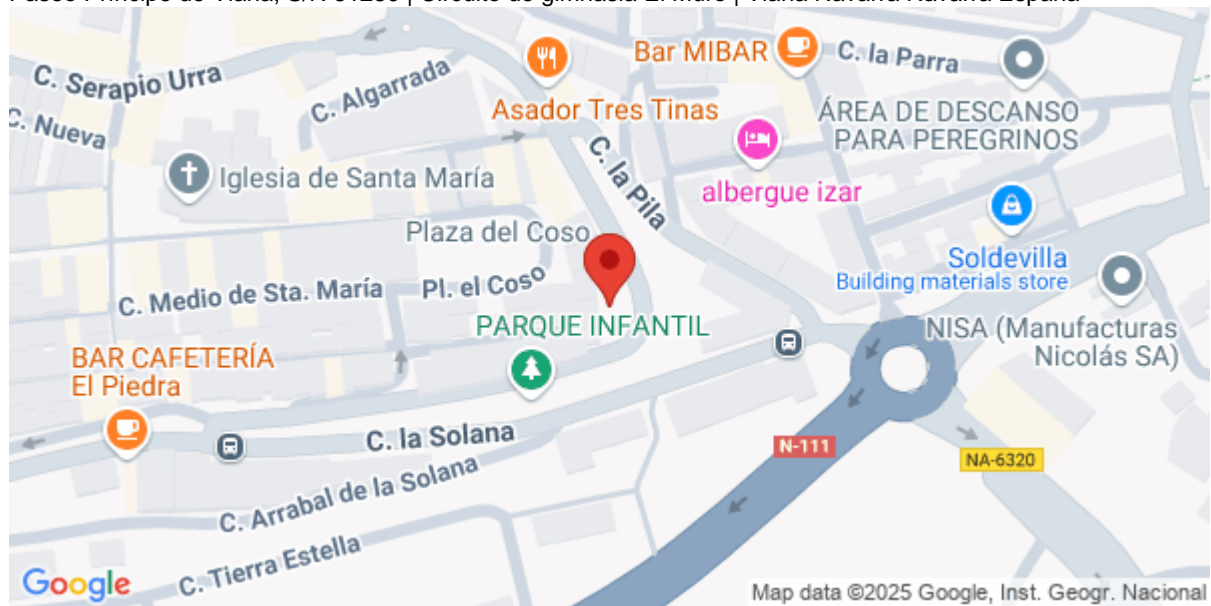 C. Serapio Urra
C. Algarrada
C. Nueva
Asador Tres Tinas
Bar MIBAR
C. la Parra
ÁREA DE DESCANSO
PARA PEREGRINOS
Iglesia de Santa María
C. la Pila
albergue izar
Plaza del Coso
Soldevilla
Building materials store
C. Medio de Sta. María
Pl. el Coso
PARQUE INFANTIL
NISA (Manufacturas
Nicolás SA)
BAR CAFETERÍA
El Piedra
C. la Solana
N-111
NA-6320
C. Arrabal de la Solana
C. Tierra Estella
Google
Map data ©2025 Google, Inst. Geogr. Nacional